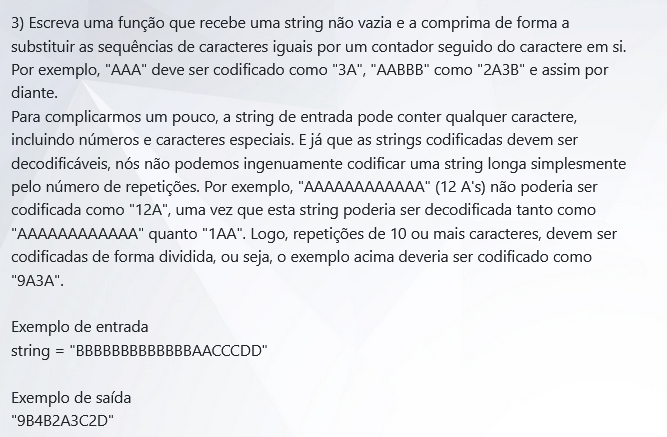 3) Escreva uma função que recebe uma string não vazia e a comprima de forma a
substituir as sequências de caracteres iguais por um contador seguido do caractere em si.
Por exemplo, "AAA" deve ser codificado como "3A", "AABBB" como "2A3B" e assim por
diante.
Para complicarmos um pouco, a string de entrada pode conter qualquer caractere,
incluindo números e caracteres especiais. E já que as strings codificadas devem ser
decodificáveis, nós não podemos ingenuamente codificar uma string longa simplesmente
pelo número de repetições. Por exemplo, "AAAAAAAAAAAA" (12 A's) não poderia ser
codificada como "12A", uma vez que esta string poderia ser decodificada tanto como
"AAAAAAAAAAAA" quanto "1AA". Logo, repetições de 10 ou mais caracteres, devem ser
codificadas de forma dividida, ou seja, o exemplo acima deveria ser codificado como
"9A3A".
Exemplo de entrada
string = "BBBBBBBBBBBBBAACCCDD"
Exemplo de saída
"9B4B2A3C2D"